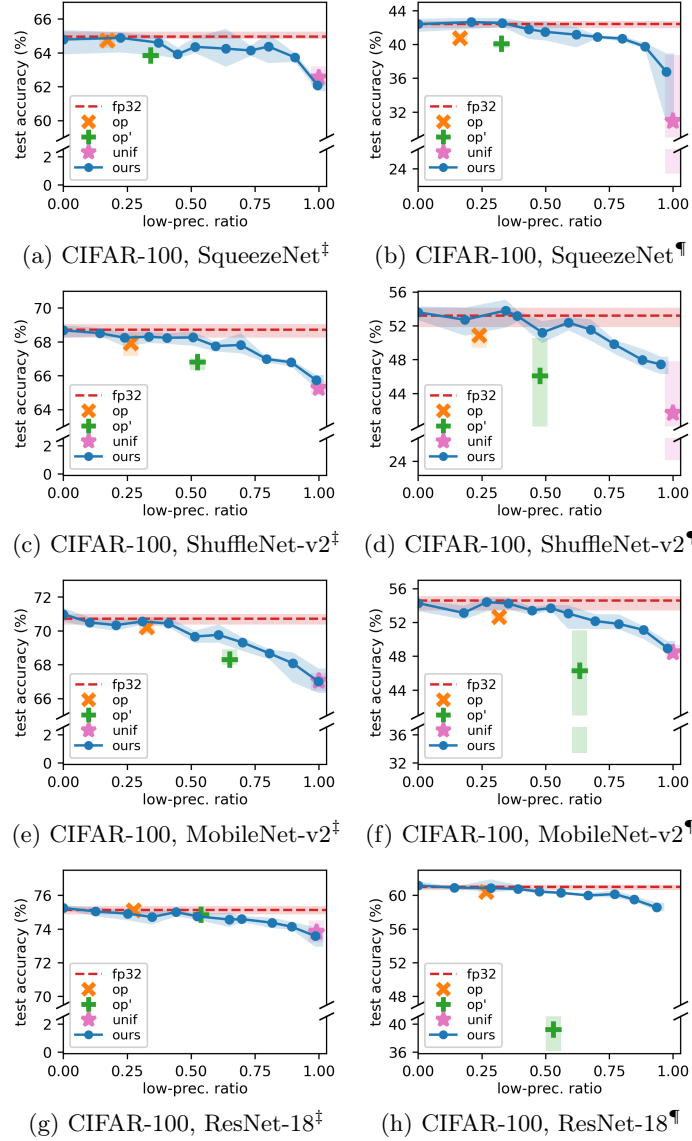 test accuracy (%)
66
64
62
60
2
0
fp32
op
op'
unif
ours
0.00 0.25 0.50 0.75 1.00
low-prec. ratio
(a) CIFAR-100, SqueezeNet‡
test accuracy (%)
44
40
36
32
24
fp32
op
op'
unif
ours
0.00 0.25 0.50 0.75 1.00
low-prec. ratio
(b) CIFAR-100, SqueezeNet¶
test accuracy (%)
70
68
66
64
2
0
fp32
op
op'
unif
ours
0.00 0.25 0.50 0.75 1.00
low-prec. ratio
(c) CIFAR-100, ShuffleNet-v2‡
test accuracy (%)
56
52
48
44
24
fp32
op
op'
unif
ours
0.00 0.25 0.50 0.75 1.00
low-prec. ratio
(d) CIFAR-100, ShuffleNet-v2¶
test accuracy (%)
72
70
68
66
2
0
fp32
op
op'
unif
ours
0.00 0.25 0.50 0.75 1.00
low-prec. ratio
(e) CIFAR-100, MobileNet-v2‡
test accuracy (%)
56
52
48
44
36
32
fp32
op
op'
unif
ours
0.00 0.25 0.50 0.75 1.00
low-prec. ratio
(f) CIFAR-100, MobileNet-v2¶
test accuracy (%)
76
74
72
70
2
0
fp32
op
op'
unif
ours
0.00 0.25 0.50 0.75 1.00
low-prec. ratio
(g) CIFAR-100, ResNet-18‡
test accuracy (%)
60
56
52
48
40
36
fp32
op
op'
unif
ours
0.00 0.25 0.50 0.75 1.00
low-prec. ratio
(h) CIFAR-100, ResNet-18¶